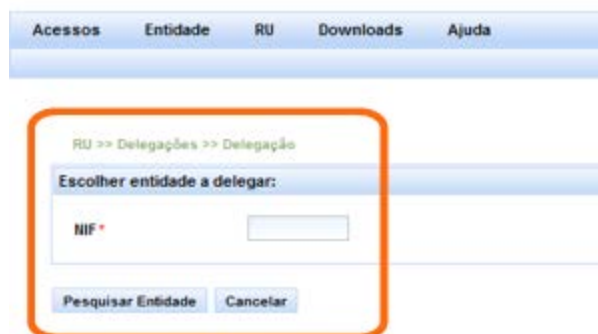 Acessos Entidade RU Downloads Ajuda
RU >> Delegações >> Delegação
Escolher entidade a delegar:
NIF *
Pesquisar Entidade Cancelar